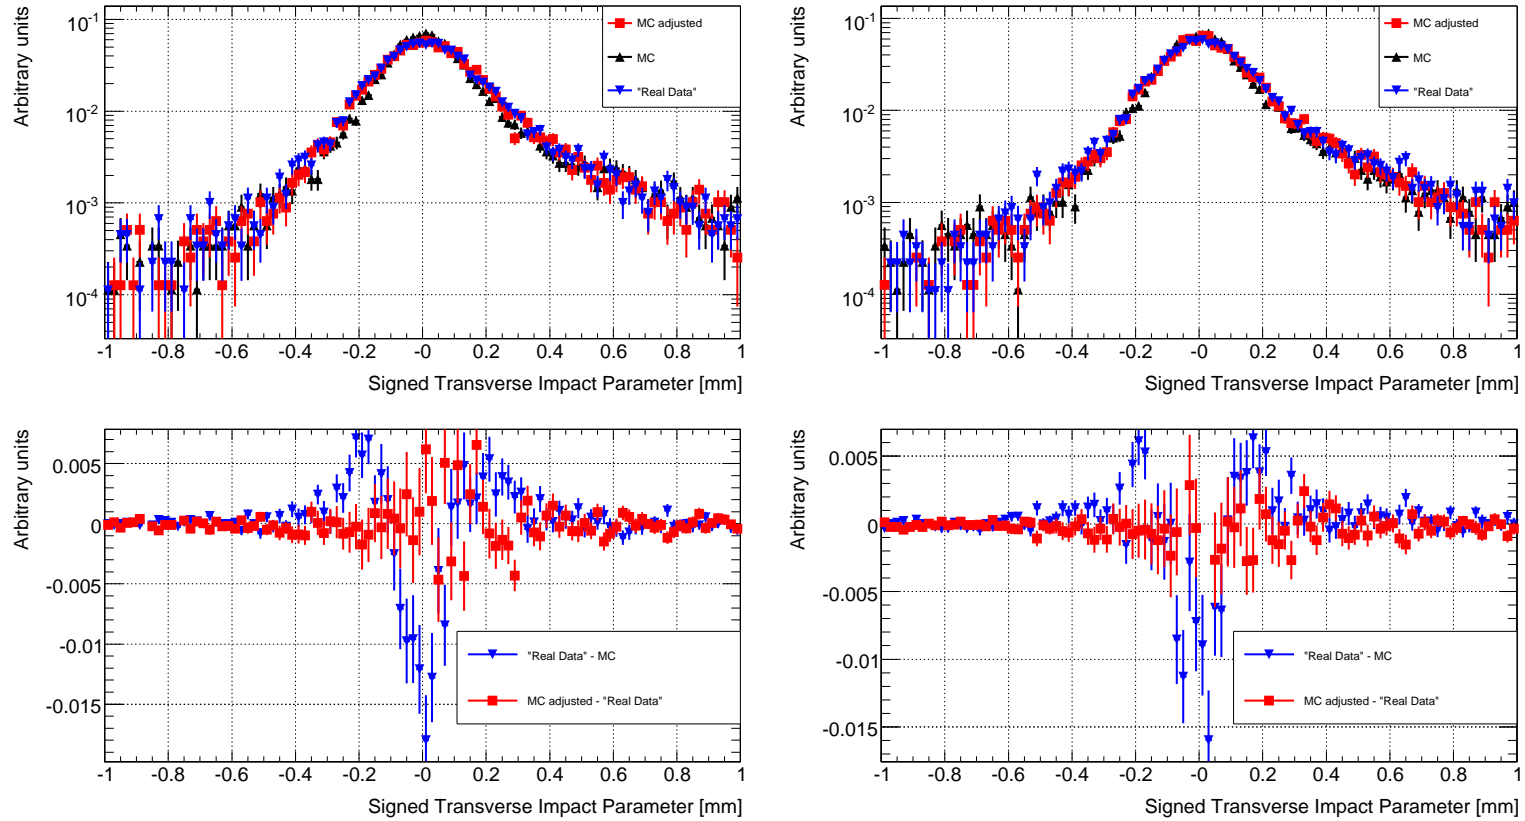 Arbitrary units
10-1
10-2
10-3
10-4
MC adjusted
MC
"Real Data"
-1 -0.8 -0.6 -0.4 -0.2 -0 0.2 0.4 0.6 0.8 1
Signed Transverse Impact Parameter [mm]
Arbitrary units
10-1
10-2
10-3
10-4
MC adjusted
MC
"Real Data"
-1 -0.8 -0.6 -0.4 -0.2 -0 0.2 0.4 0.6 0.8 1
Signed Transverse Impact Parameter [mm]
Arbitrary units
0.005
0
-0.005
-0.01
-0.015
"Real Data" - MC
MC adjusted - "Real Data"
-1 -0.8 -0.6 -0.4 -0.2 -0 0.2 0.4 0.6 0.8 1
Signed Transverse Impact Parameter [mm]
Arbitrary units
0.005
0
-0.005
-0.01
-0.015
"Real Data" - MC
MC adjusted - "Real Data"
-1 -0.8 -0.6 -0.4 -0.2 -0 0.2 0.4 0.6 0.8 1
Signed Transverse Impact Parameter [mm]